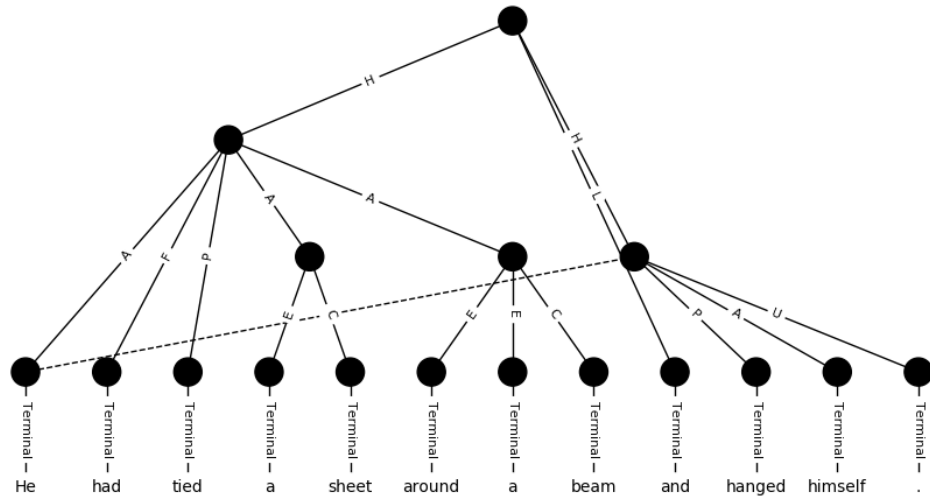 H
H
A
A
L
A
F
P
E
C
E
E
C
P
A
U
Terminal Terminal Terminal Terminal Terminal Terminal Terminal Terminal Terminal Terminal Terminal Terminal
He had tied a sheet around a beam and hanged himself .